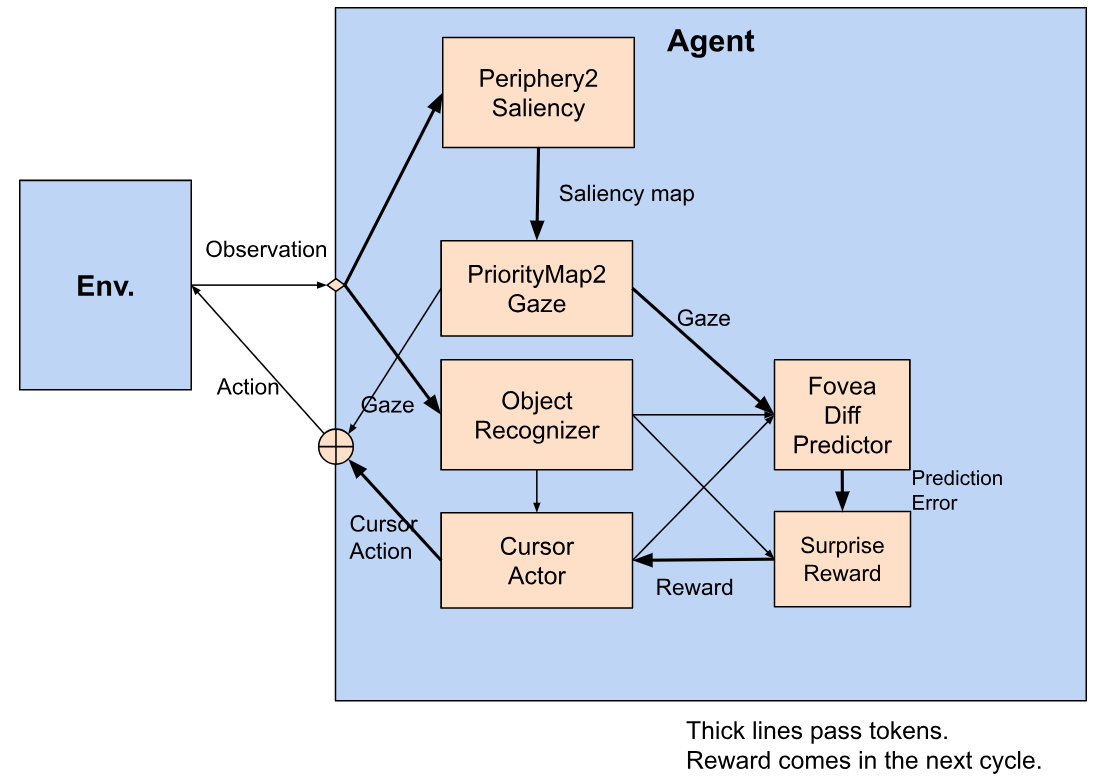 Agent
Periphery2
Saliency
Saliency map
Env.
Observation
PriorityMap2
Gaze
Gaze
Action
Gaze
Object
Recognizer
Fovea
Diff
Predictor
Prediction
Error
Cursor
Action
Cursor
Actor
Surprise
Reward
Reward
Thick lines pass tokens.
Reward comes in the next cycle.